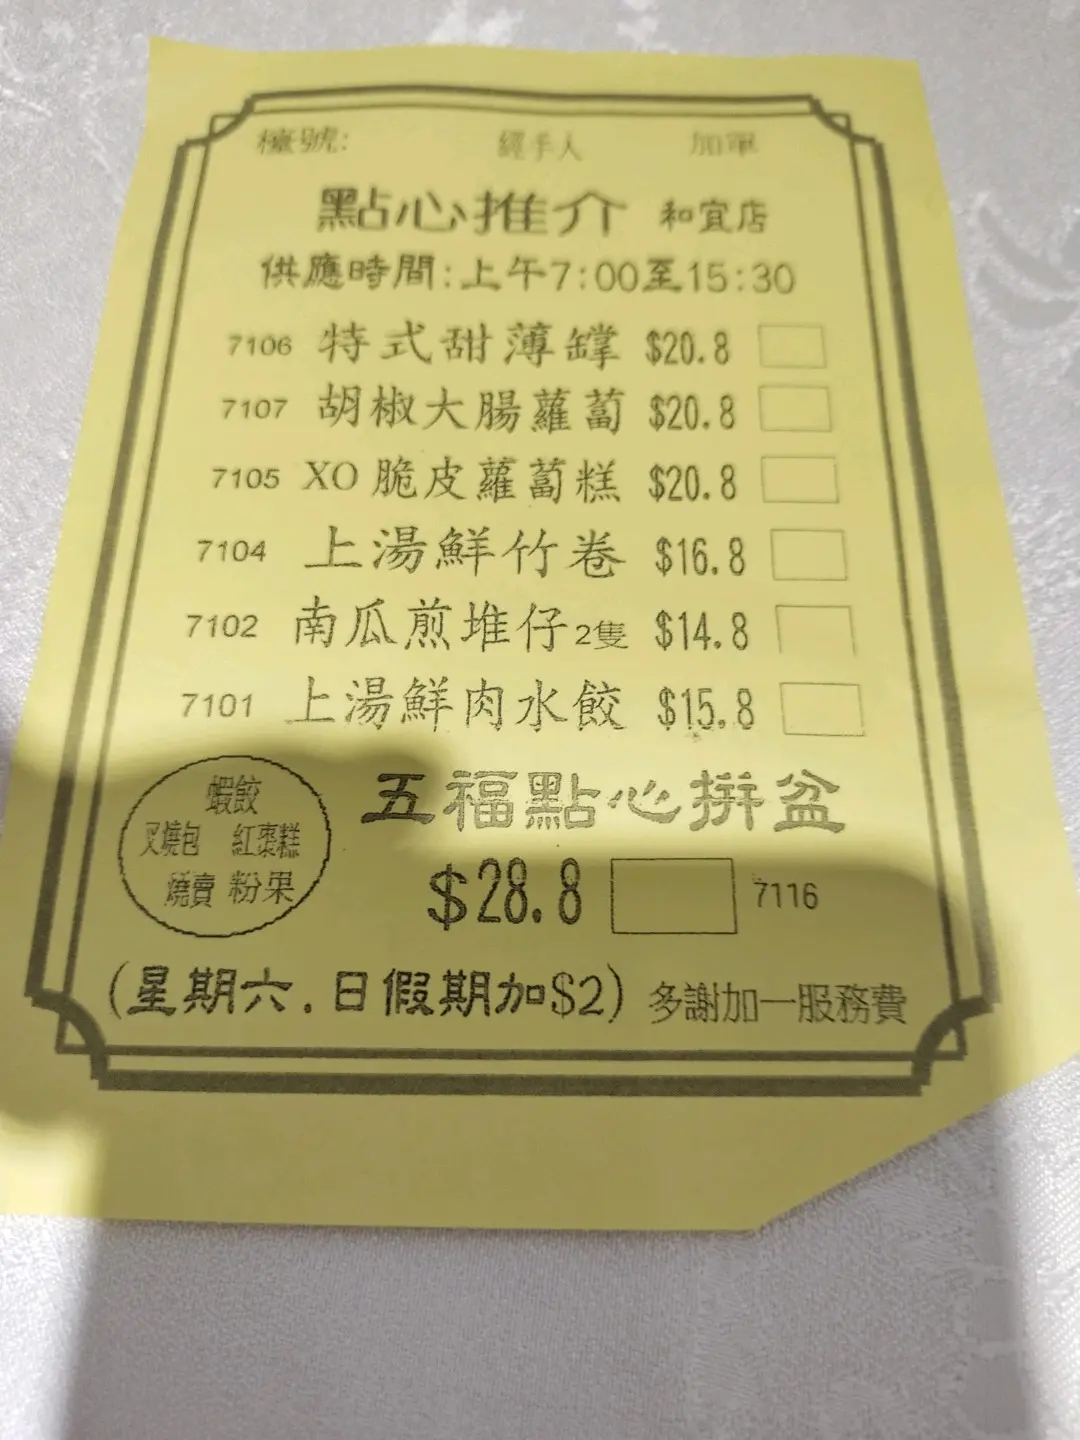 檯號: 經手人 加單
點心推介 和宜店
供應時間:上午7:00至15:30
7106 特式甜薄罉 $20.8
7107 胡椒大腸蘿蔔 $20.8
7105 XO脆皮蘿蔔糕 $20.8
7104 上湯鮮竹卷 $16.8
7102 南瓜煎堆仔2隻 $14.8
7101 上湯鮮肉水餃 $15.8
蝦餃
叉燒包 紅棗糕
燒賣 粉果
五福點心拼盆
$28.8 7116
(星期六.日假期加$2) 多謝加一服務費